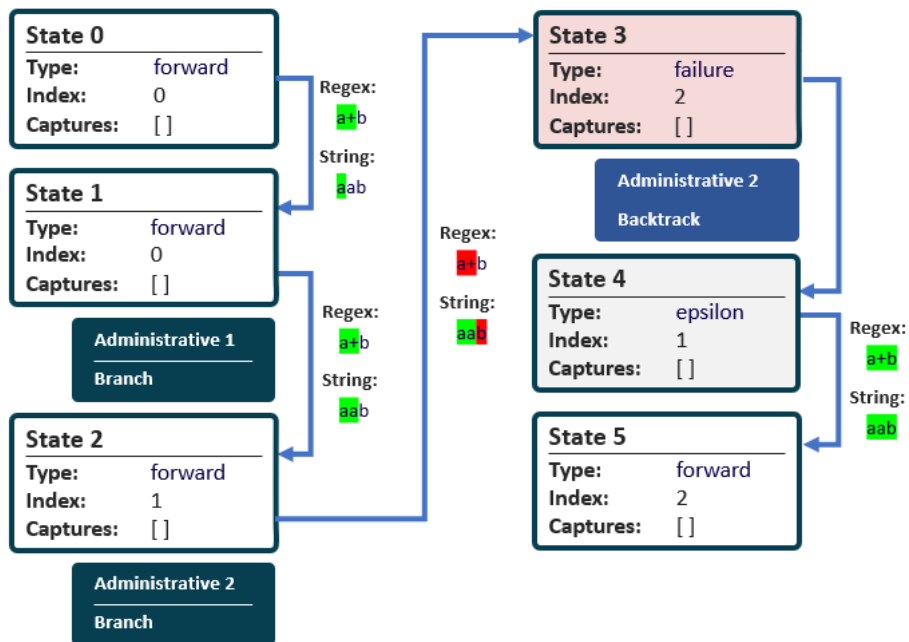 State 0
Type: forward
Index: 0
Captures: [ ]
Regex:
a+b
String:
aab
State 1
Type: forward
Index: 0
Captures: [ ]
Administrative 1
Branch
Regex:
a+b
String:
aab
State 2
Type: forward
Index: 1
Captures: [ ]
Administrative 2
Branch
Regex:
a+b
String:
aab
State 3
Type: failure
Index: 2
Captures: [ ]
Administrative 2
Backtrack
State 4
Type: epsilon
Index: 1
Captures: [ ]
Regex:
a+b
String:
aab
State 5
Type: forward
Index: 2
Captures: [ ]